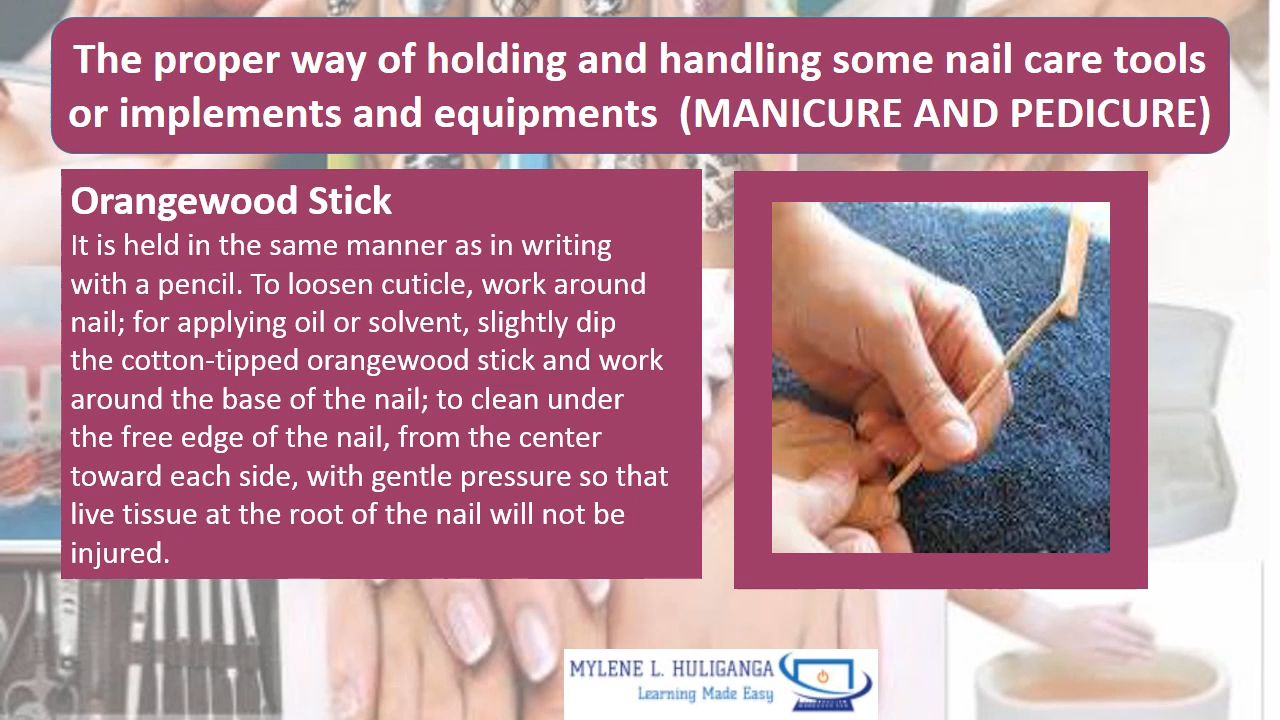 The proper way of holding and handling some nail care tools
or implements and equipments (MANICURE AND PEDICURE)
Orangewood Stick
It is held in the same manner as in writing
with a pencil. To loosen cuticle, work around
nail; for applying oil or solvent, slightly dip
the cotton-tipped orangewood stick and work
around the base of the nail; to clean under
the free edge of the nail, from the center
toward each side, with gentle pressure so that
live tissue at the root of the nail will not be
injured.
MYLENE L. HULIGANGA
Learning Made Easy